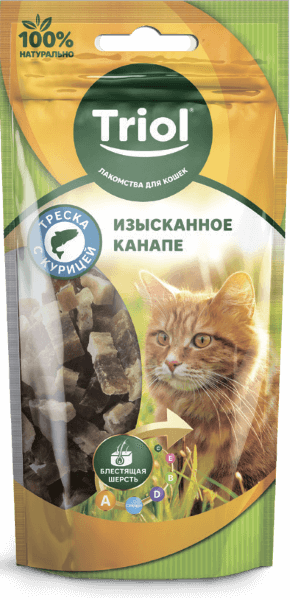 100%
НАТУРАЛЬНО
Triol®
ЛАКОМСТВА ДЛЯ КОШЕК
ТРЕСКА
С КУРИЦЕЙ
ИЗЫСКАННОЕ
КАНАПЕ
БЛЕСТЯЩАЯ
ШЕРСТЬ
C
E
B
D
A